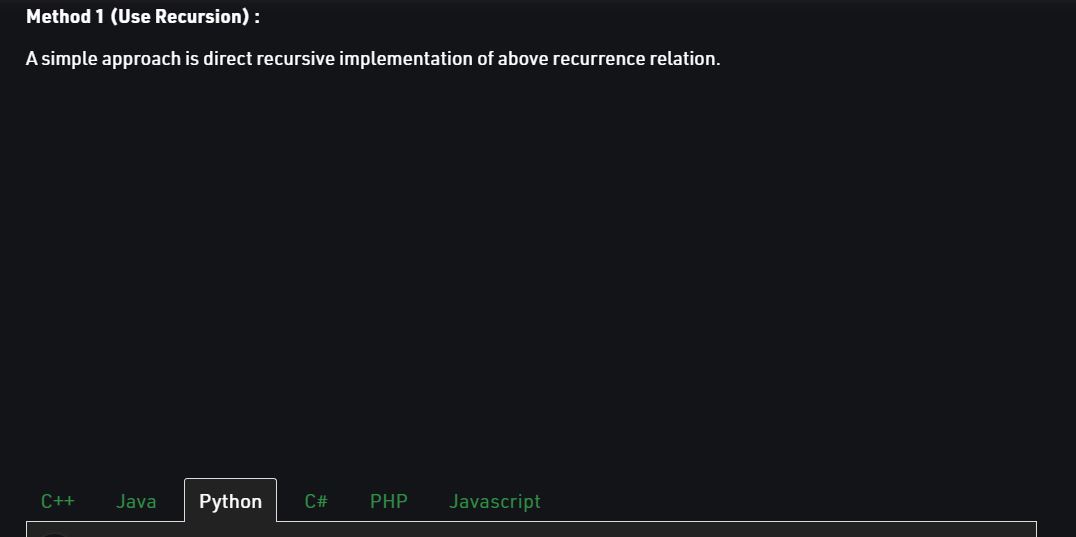 Method 1 (Use Recursion) :
A simple approach is direct recursive implementation of above recurrence relation.
C++ Java Python C# PHP Javascript